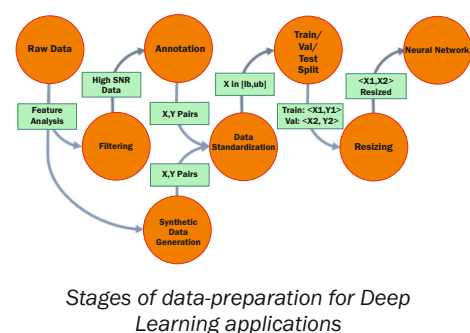 Raw Data
Annotation
Train/
Val/
Test
Split
Neural Network
High SNR
Data
X in [lb,ub]
<X1,X2>
Resized
Feature
Analysis
X,Y Pairs
Train: <X1,Y1>
Val: <X2, Y2>
Filtering
Data
Standardization
Resizing
X,Y Pairs
Synthetic
Data
Generation
Stages of data-preparation for Deep
Learning applications